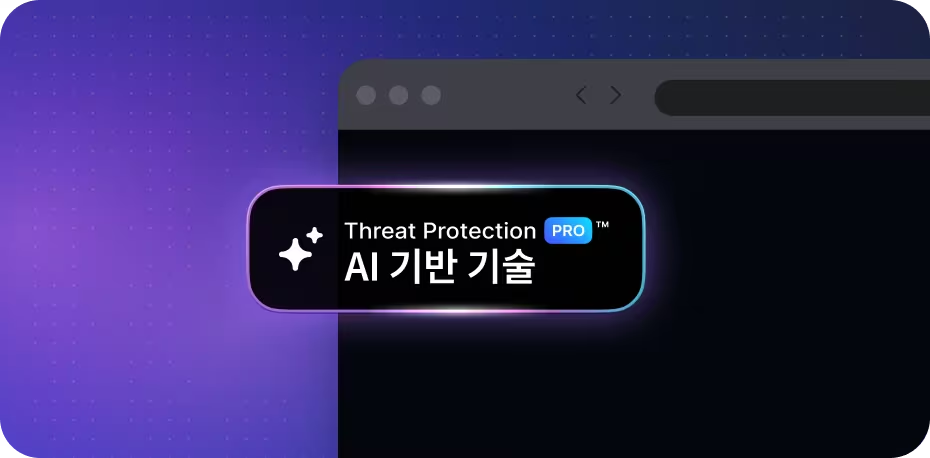 Threat Protection PRO™
AI 기반 기술